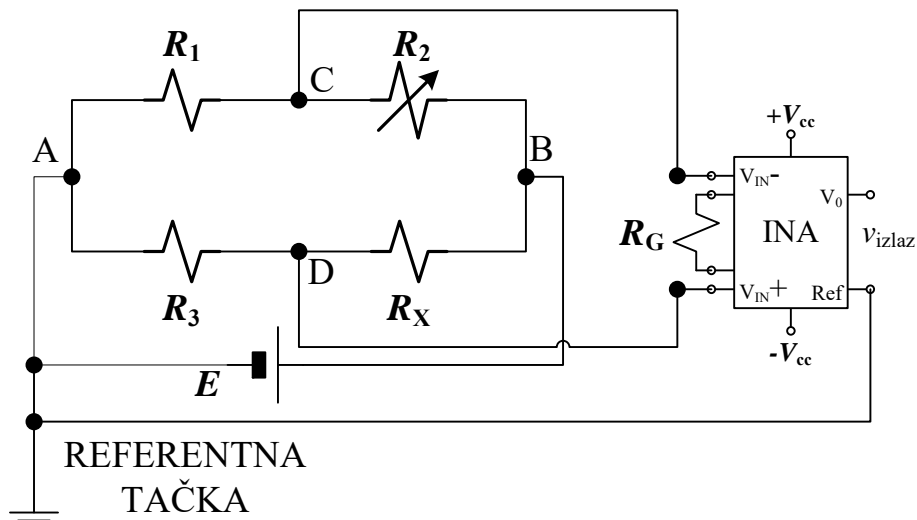 R1
R2
C
A
B
+Vcc
VIN-
V0
RG
INA
vizlaz
D
VIN+
Ref
R3
RX
-Vcc
E
REFERENTNA
TAČKA